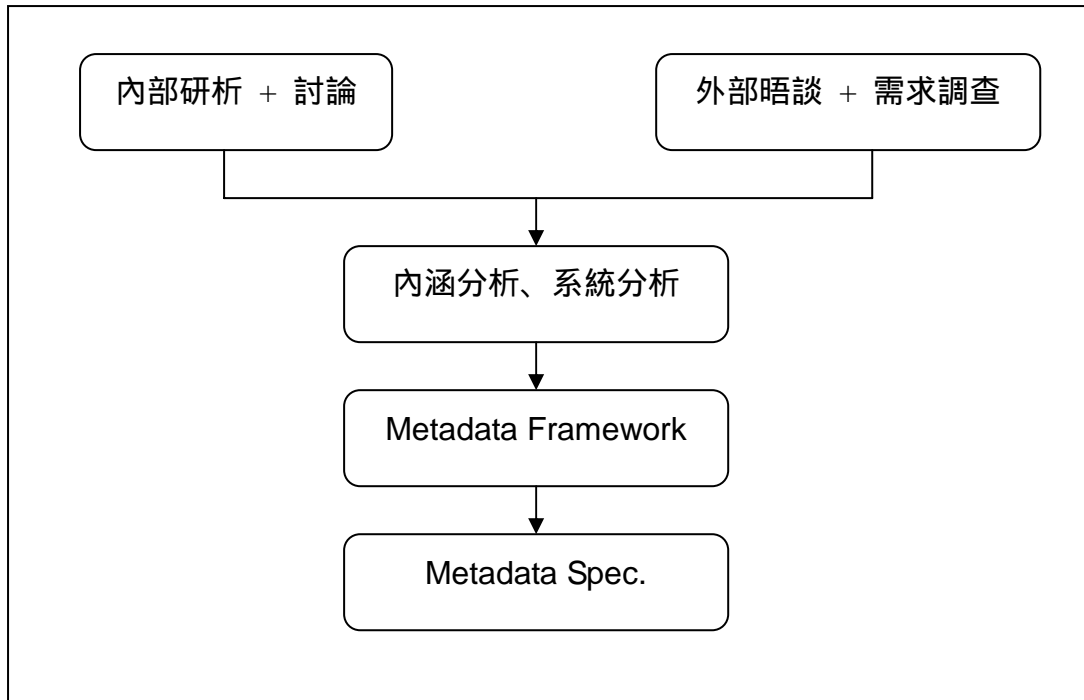 內部研析 + 討論
外部晤談 + 需求調查
內涵分析、系統分析
Metadata Framework
Metadata Spec.